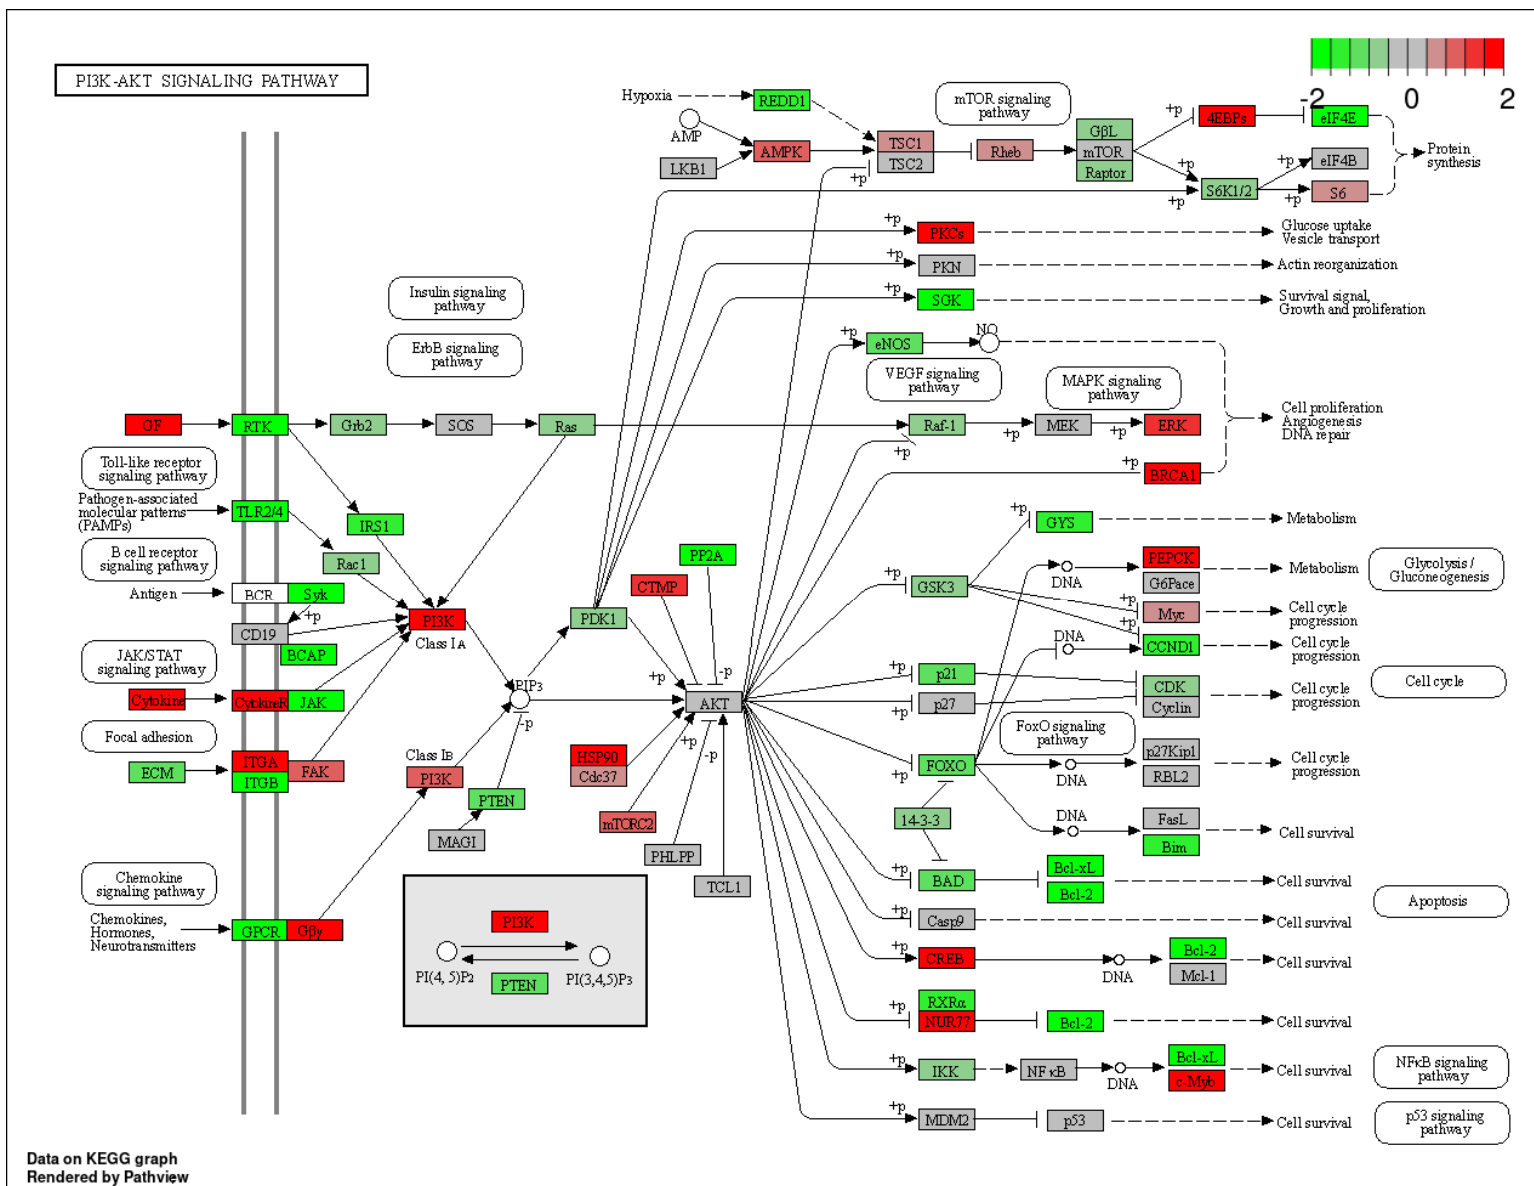 PI3K-AKT SIGNALING PATHWAY
-2 0 2
Hypoxia
REDD1
mTOR signaling
pathway
+p
4EBPs
eIF4E
AMP
LKB1
AMPK
TSC1
TSC2
+p
Rheb
GβL
mTOR
Raptor
+p
+p
S6K1/2
eIF4B
S6
+p
+p
Protein
synthesis
+p
PKCs
Glucose uptake
Vesicle transport
+p
PKN
Actin reorganization
+p
SGK
Survival signal,
Growth and proliferation
Insulin signaling
pathway
ErbB signaling
pathway
+p
eNOS
NO
VEGF signaling
pathway
MAPK signaling
pathway
GF
RTK
Grb2
SOS
Ras
Raf-1
+p
+p
MEK
+p
ERK
Cell proliferation
Angiogenesis
DNA repair
+p
BRCA1
Toll-like receptor
signaling pathway
Pathogen-associated
molecular patterns
(PAMPs)
TLR2/4
IRS1
Rac1
B cell receptor
signaling pathway
Antigen
BCR
Syk
+p
CD19
BCAP
PI3K
Class IA
JAK/STAT
signaling pathway
Cytokine
CytokineR
JAK
Focal adhesion
ECM
ITGA
ITGB
FAK
Class IB
PI3K
PTEN
MAGI
PIP3
-p
Chemokine
signaling pathway
Chemokines,
Hormones,
Neurotransmitters
GPCR
Gβγ
PI3K
PI(4, 5)P2
PI(3,4,5)P3
PTEN
PDK1
CTMP
PP2A
+p
-p
AKT
HSP90
Cdc37
+p
-p
mTORC2
PHLPP
TCL1
GYS
Metabolism
+p
GSK3
DNA
PEPCK
G6Pace
Metabolism
Glycolysis /
Gluconeogenesis
+p
Myc
Cell cycle
progression
+p
DNA
CCND1
Cell cycle
progression
+p
p21
+p
p27
CDK
Cyclin
Cell cycle
progression
Cell cycle
FoxO signaling
pathway
+p
FOXO
DNA
p27Kip1
RBL2
Cell cycle
progression
14-3-3
DNA
FasL
Bim
Cell survival
+p
BAD
Bcl-xL
Bcl-2
Cell survival
Apoptosis
+p
Casp9
Cell survival
+p
CREB
DNA
Bcl-2
Mcl-1
Cell survival
+p
RXRα
NUR77
Bcl-2
Cell survival
+p
IKK
NFκB
DNA
Bcl-xL
c-Myb
Cell survival
NFκB signaling
pathway
+p
MDM2
p53
Cell survival
p53 signaling
pathway
Data on KEGG graph
Rendered by Pathview